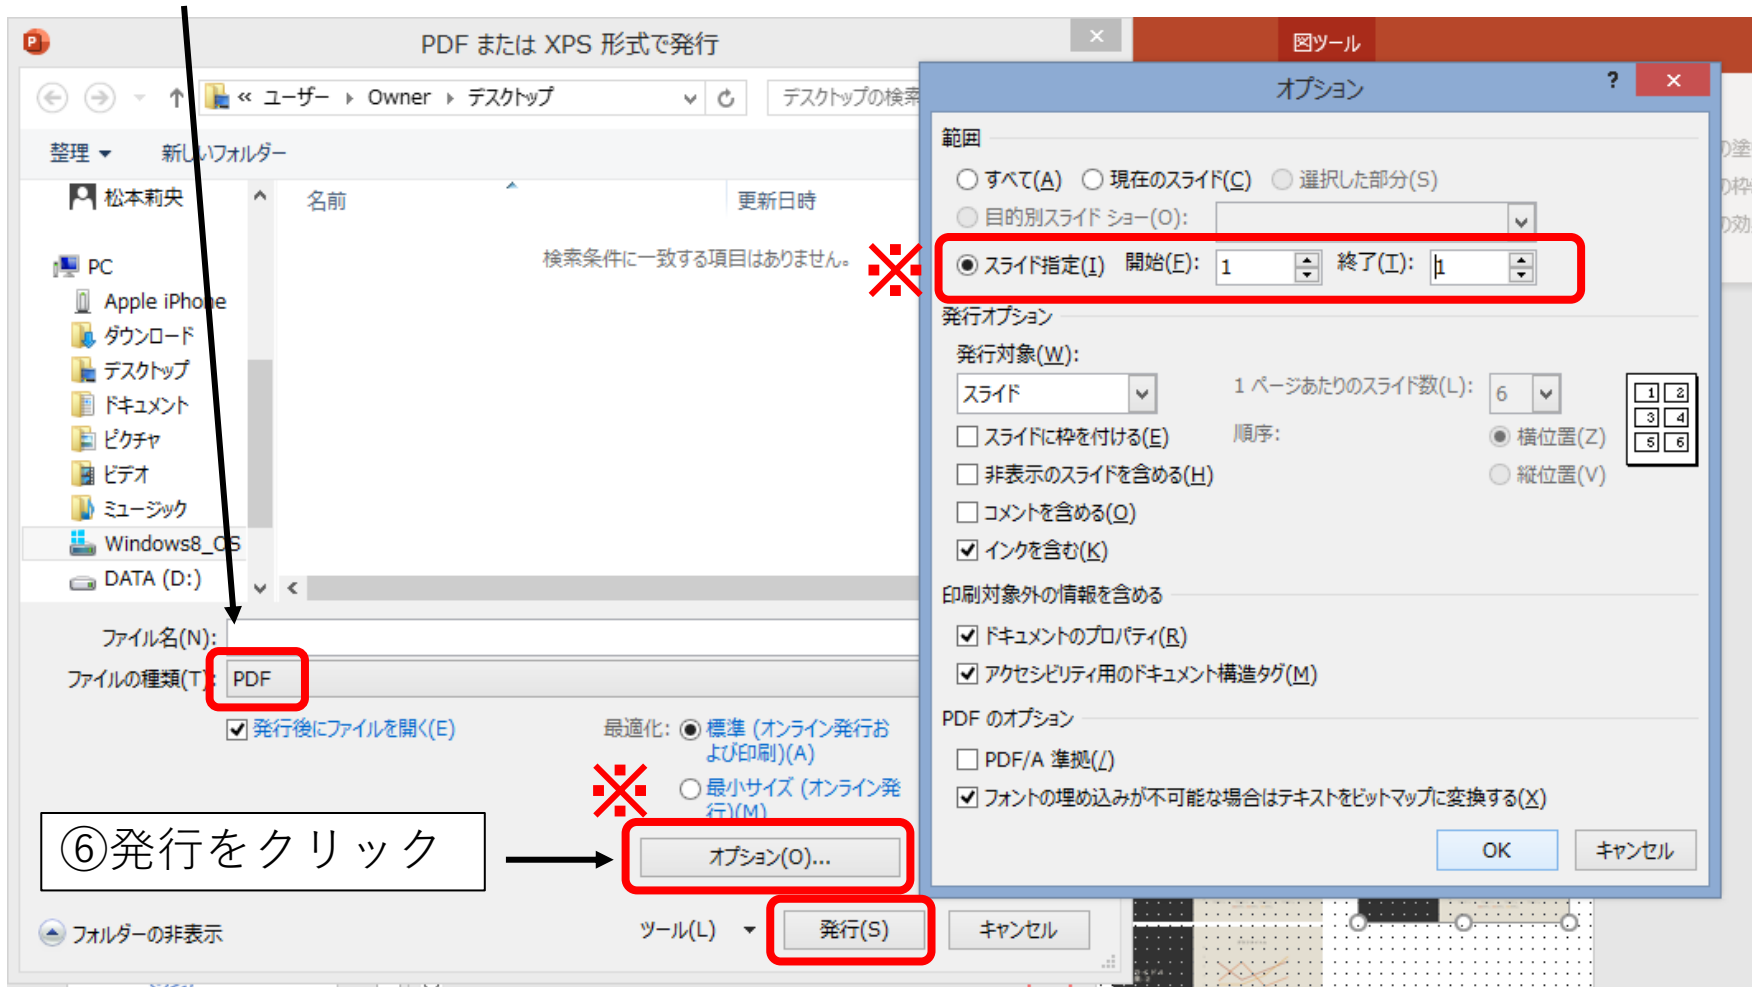 PDF または XPS 形式で発行
« ユーザー Owner デスクトップ
デスクトップの検索
整理 新しいフォルダー
松本莉央
PC
Apple iPhone
ダウンロード
デスクトップ
ドキュメント
ピクチャ
ビデオ
ミュージック
Windows8_OS
DATA (D:)
名前 更新日時
検索条件に一致する項目はありません。
ファイル名(N):
ファイルの種類(T): PDF
発行後にファイルを開く(E)
最適化: 標準 (オンライン発行お
よび印刷)(A)
※
最小サイズ (オンライン発
行)(M)
⑥発行をクリック
オプション(O)...
フォルダーの非表示
ツール(L) 発行(S) キャンセル
図ツール
オプション ?
範囲
すべて(A) 現在のスライド(C) 選択した部分(S)
目的別スライド ショー(O):
※
スライド指定(I) 開始(F): 1 終了(T): 1
発行オプション
発行対象(W):
スライド
1 ページあたりのスライド数(L): 6
スライドに枠を付ける(E)
順序: 横位置(Z)
縦位置(V)
1 2
3 4
5 6
非表示のスライドを含める(H)
コメントを含める(O)
インクを含む(K)
印刷対象外の情報を含める
ドキュメントのプロパティ(R)
アクセシビリティ用のドキュメント構造タグ(M)
PDF のオプション
PDF/A 準拠(/)
フォントの埋め込みが不可能な場合はテキストをビットマップに変換する(X)
OK キャンセル
の塗
の枠
の効